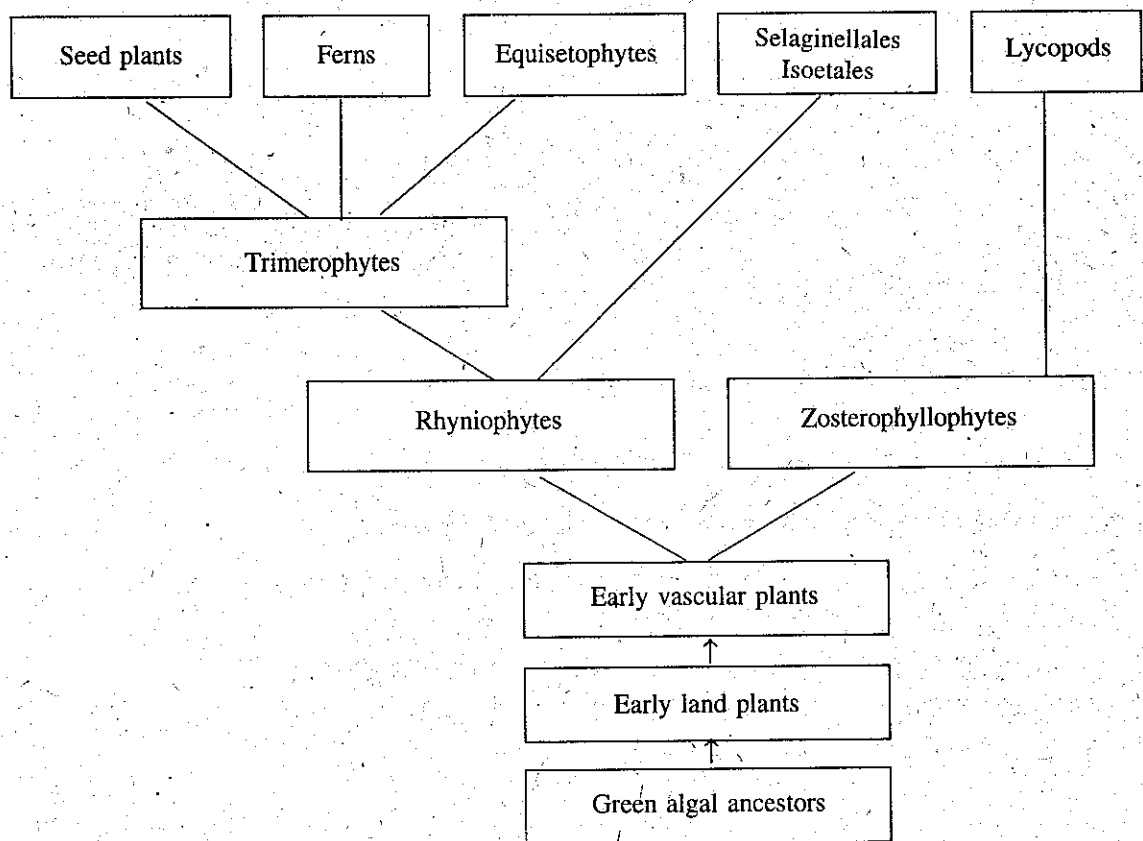 Seed plants
Ferns
Equisetophytes
Selaginellales
Isoetales
Lycopods
Trimerophytes
Rhyniophytes
Zosterophyllophytes
Early vascular plants
Early land plants
Green algal ancestors